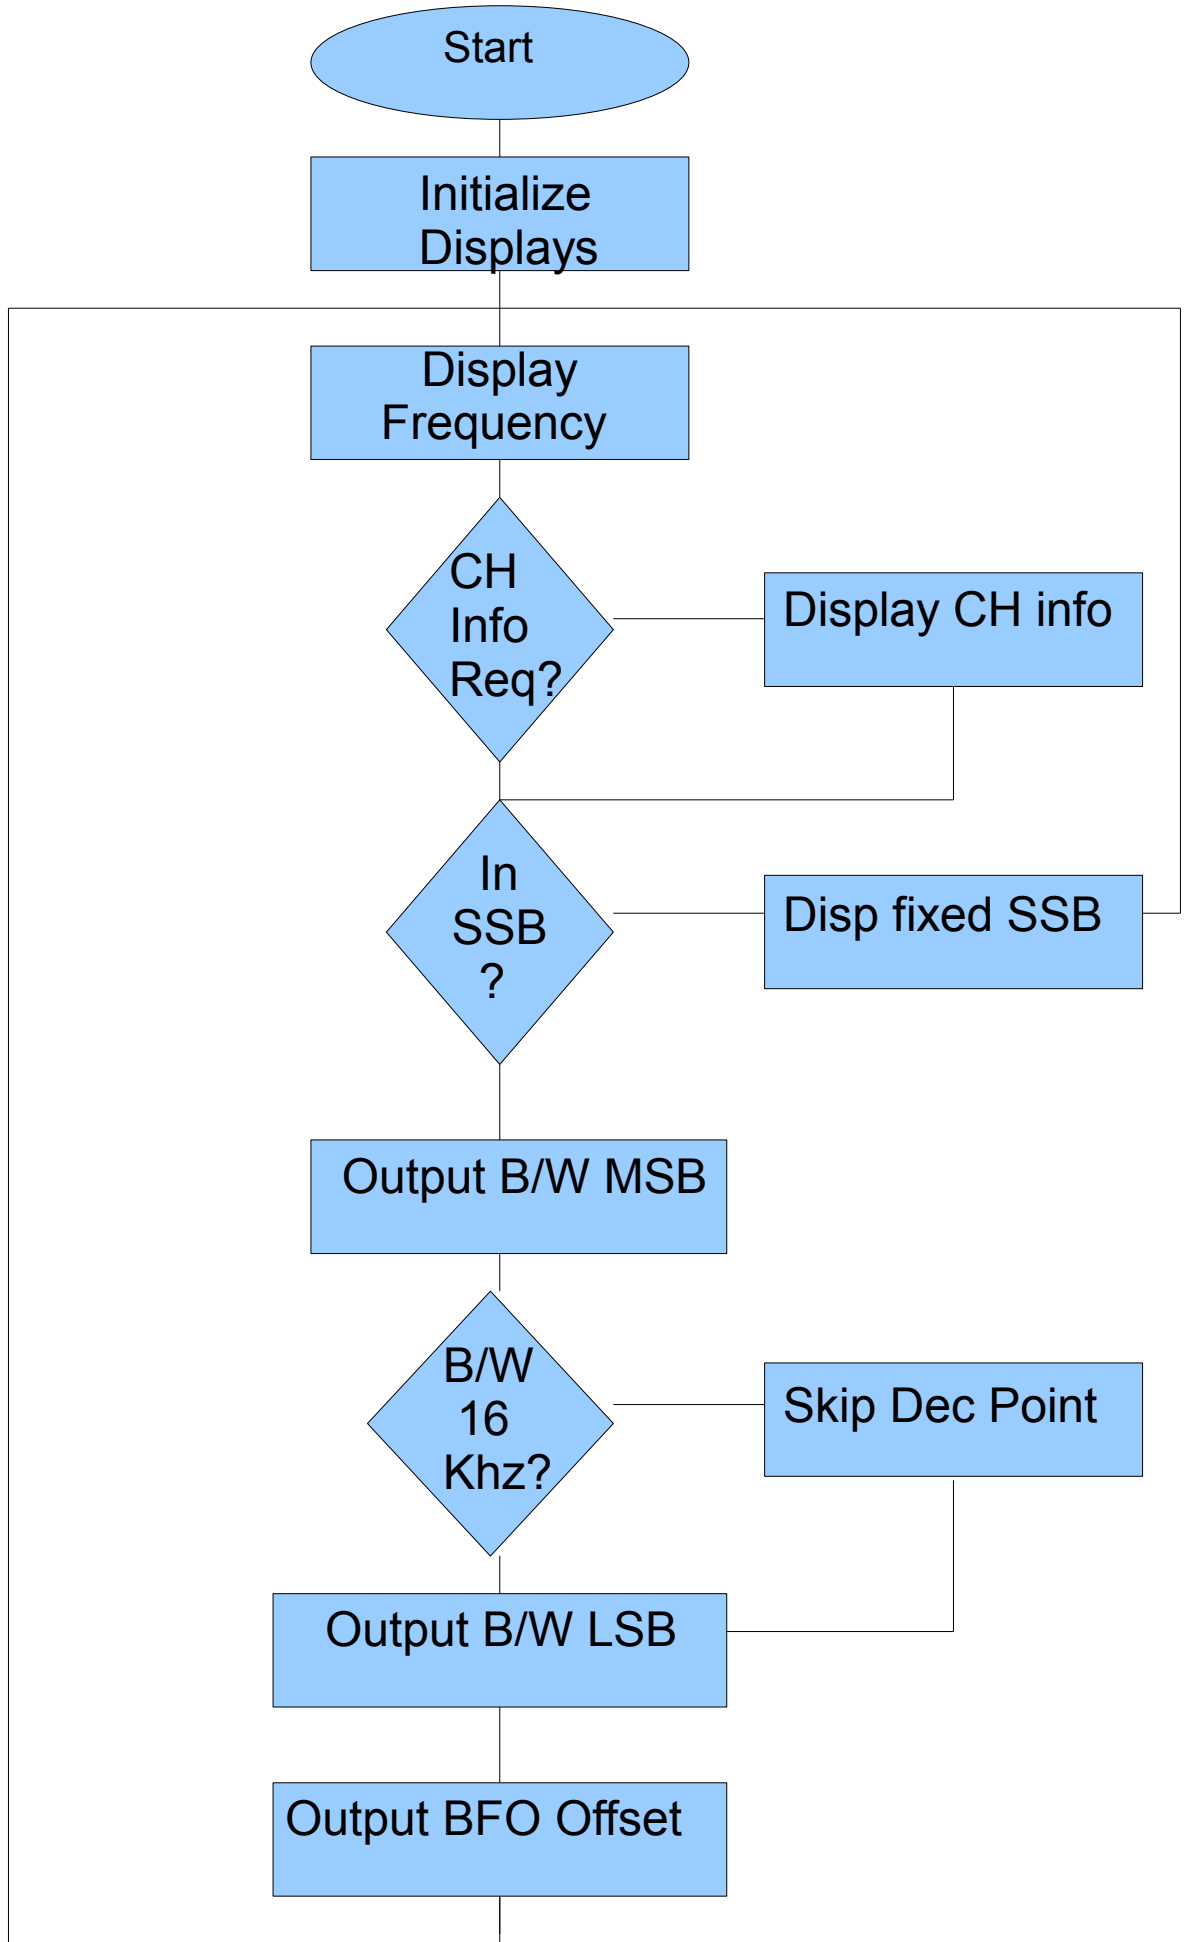 Start
Initialize
Displays
Display
Frequency
CH
Info
Req?
Display CH info
In
SSB
?
Disp fixed SSB
Output B/W MSB
B/W
16
Khz?
Skip Dec Point
Output B/W LSB
Output BFO Offset